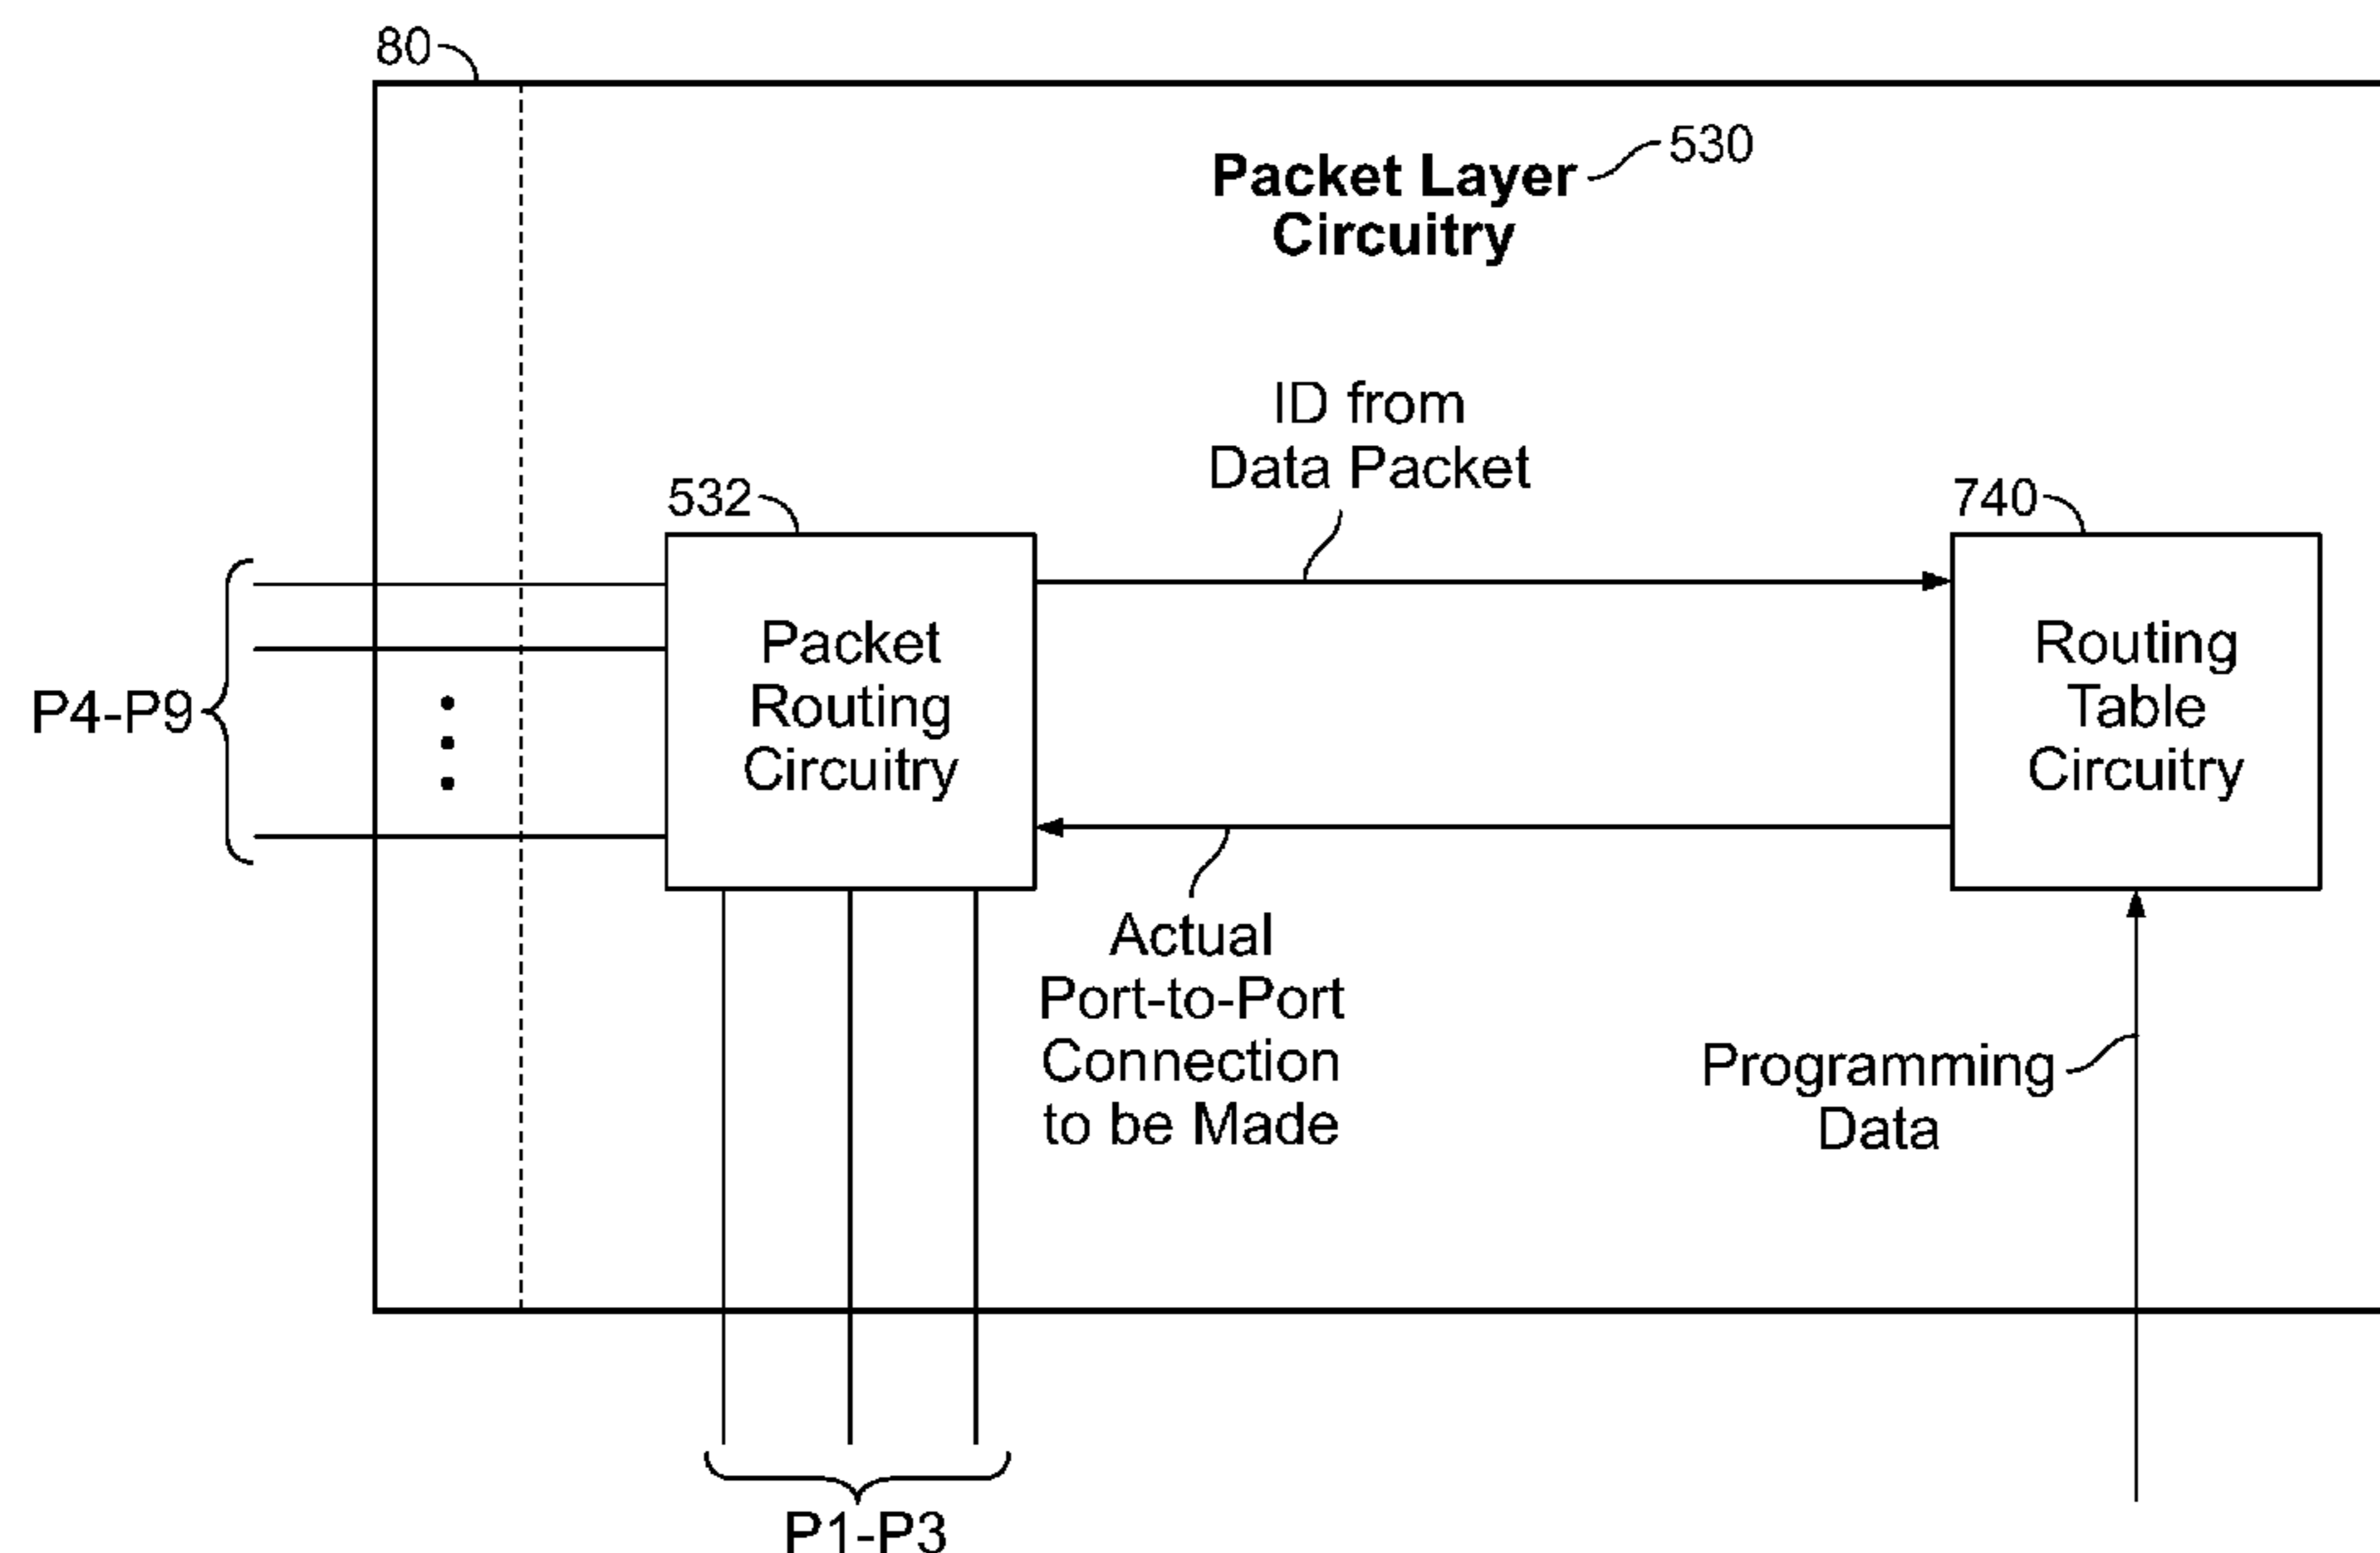 80
Packet Layer
Circuitry
530
ID from
Data Packet
532
740
Packet
Routing
Circuitry
Routing
Table
Circuitry
P4-P9
Actual
Port-to-Port
Connection
to be Made
Programming
Data
P1-P3